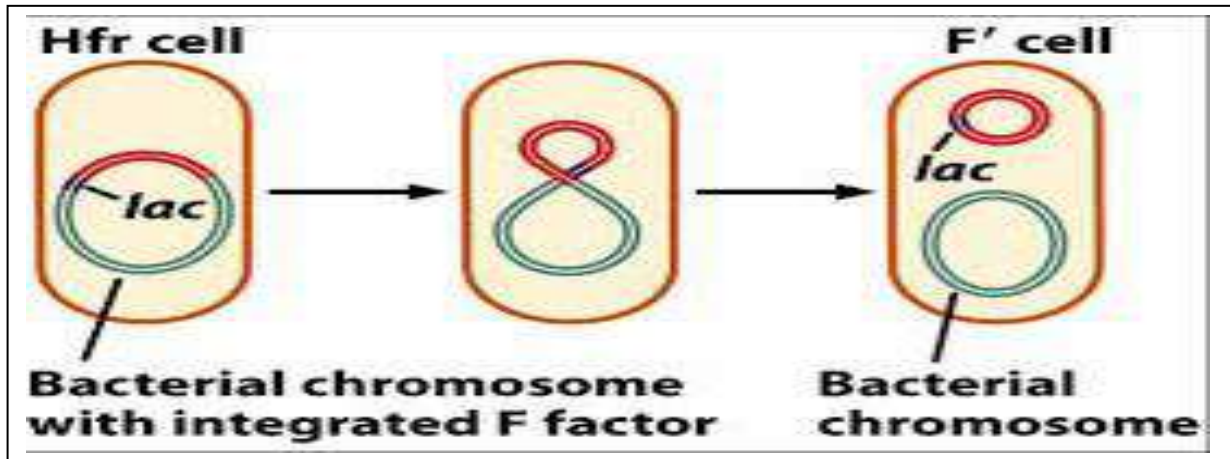 Hfr cell
F′ cell
lac
lac
Bacterial chromosome
with integrated F factor
Bacterial
chromosome